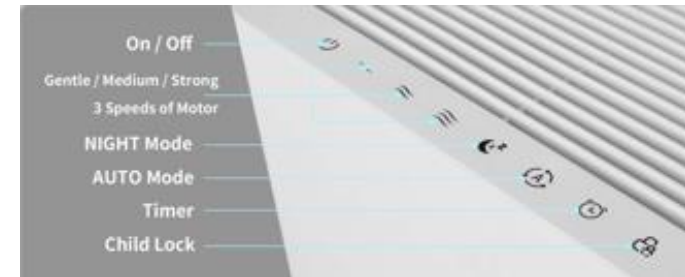 On / Off
Gentle / Medium / Strong
3 Speeds of Motor
NIGHT Mode
AUTO Mode
Timer
Child Lock